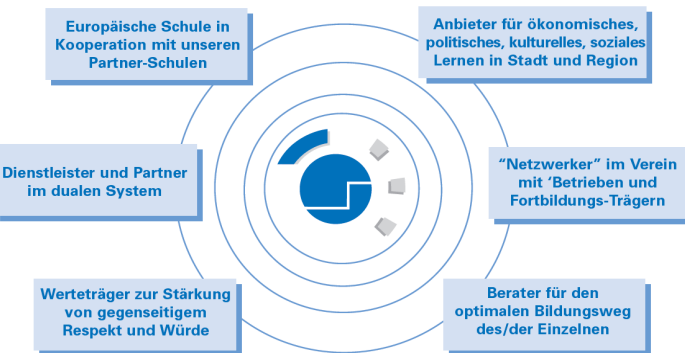 Europäische Schule in
Kooperation mit unseren
Partner-Schulen
Anbieter für ökonomisches,
politisches, kulturelles, soziales
Lernen in Stadt und Region
Dienstleister und Partner
im dualen System
“Netzwerker” im Verein
mit ‘Betrieben und
Fortbildungs-Trägern
Werteträger zur Stärkung
von gegenseitigem
Respekt und Würde
Berater für den
optimalen Bildungsweg
des/der Einzelnen